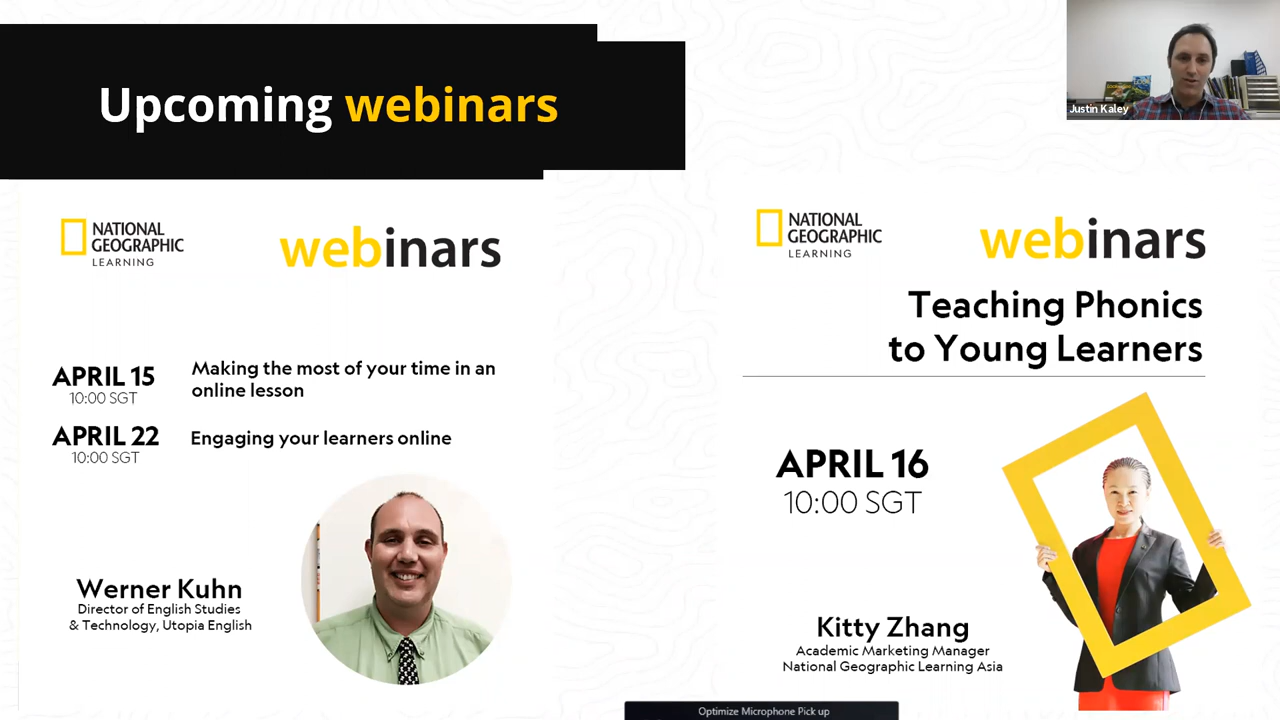 Upcoming webinars
Justin Kaley
NATIONAL
GEOGRAPHIC
LEARNING
webinars
APRIL 15
10:00 SGT
Making the most of your time in an
online lesson
APRIL 22
10:00 SGT
Engaging your learners online
Werner Kuhn
Director of English Studies
& Technology, Utopia English
NATIONAL
GEOGRAPHIC
LEARNING
webinars
Teaching Phonics
to Young Learners
APRIL 16
10:00 SGT
Kitty Zhang
Academic Marketing Manager
National Geographic Learning Asia
Optimize Microphone Pick up